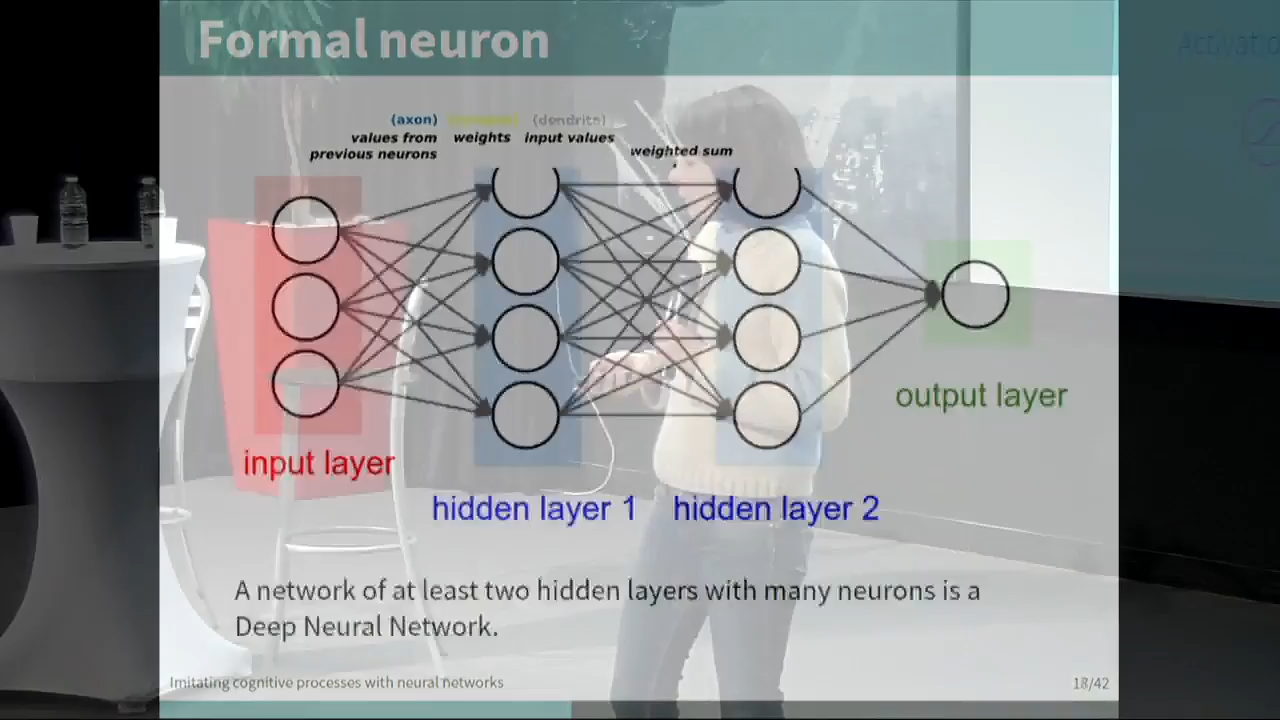 Formal neuron
(axon)
(dendrite)
values from
previous neurons
weights
input values
weighted sum
input layer
hidden layer 1
hidden layer 2
output layer
A network of at least two hidden layers with many neurons is a
Deep Neural Network.
Imitating cognitive processes with neural networks
18/42